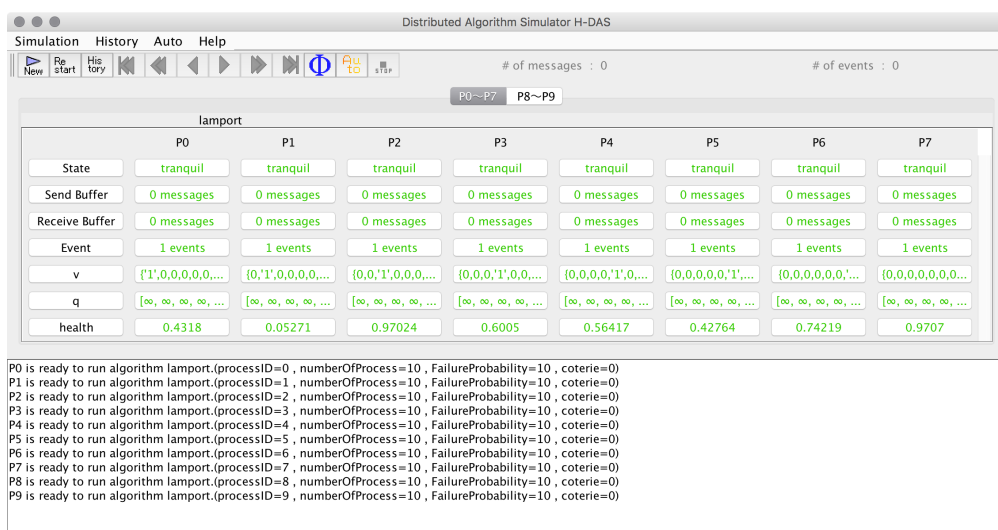 Distributed Algorithm Simulator H-DAS
Simulation History Auto Help
New Re start His tory Φ Au to STOP # of messages : 0 # of events : 0
P0~P7 P8~P9
lamport
P0 P1 P2 P3 P4 P5 P6 P7
State tranquil tranquil tranquil tranquil tranquil tranquil tranquil tranquil
Send Buffer 0 messages 0 messages 0 messages 0 messages 0 messages 0 messages 0 messages 0 messages
Receive Buffer 0 messages 0 messages 0 messages 0 messages 0 messages 0 messages 0 messages 0 messages
Event 1 events 1 events 1 events 1 events 1 events 1 events 1 events 1 events
v {'1',0,0,0,0,0,... {0,'1',0,0,0,0,... {0,0,'1',0,0,0,... {0,0,0,'1',0,0,... {0,0,0,0,'1',0,... {0,0,0,0,0,'1',... {0,0,0,0,0,0,'... {0,0,0,0,0,0,0,...
q [∞, ∞, ∞, ∞, ... [∞, ∞, ∞, ∞, ... [∞, ∞, ∞, ∞, ... [∞, ∞, ∞, ∞, ... [∞, ∞, ∞, ∞, ... [∞, ∞, ∞, ∞, ... [∞, ∞, ∞, ∞, ... [∞, ∞, ∞, ∞, ...
health 0.4318 0.05271 0.97024 0.6005 0.56417 0.42764 0.74219 0.9707
P0 is ready to run algorithm lamport.(processID=0 , numberOfProcess=10 , FailureProbability=10 , coterie=0)
P1 is ready to run algorithm lamport.(processID=1 , numberOfProcess=10 , FailureProbability=10 , coterie=0)
P2 is ready to run algorithm lamport.(processID=2 , numberOfProcess=10 , FailureProbability=10 , coterie=0)
P3 is ready to run algorithm lamport.(processID=3 , numberOfProcess=10 , FailureProbability=10 , coterie=0)
P4 is ready to run algorithm lamport.(processID=4 , numberOfProcess=10 , FailureProbability=10 , coterie=0)
P5 is ready to run algorithm lamport.(processID=5 , numberOfProcess=10 , FailureProbability=10 , coterie=0)
P6 is ready to run algorithm lamport.(processID=6 , numberOfProcess=10 , FailureProbability=10 , coterie=0)
P7 is ready to run algorithm lamport.(processID=7 , numberOfProcess=10 , FailureProbability=10 , coterie=0)
P8 is ready to run algorithm lamport.(processID=8 , numberOfProcess=10 , FailureProbability=10 , coterie=0)
P9 is ready to run algorithm lamport.(processID=9 , numberOfProcess=10 , FailureProbability=10 , coterie=0)